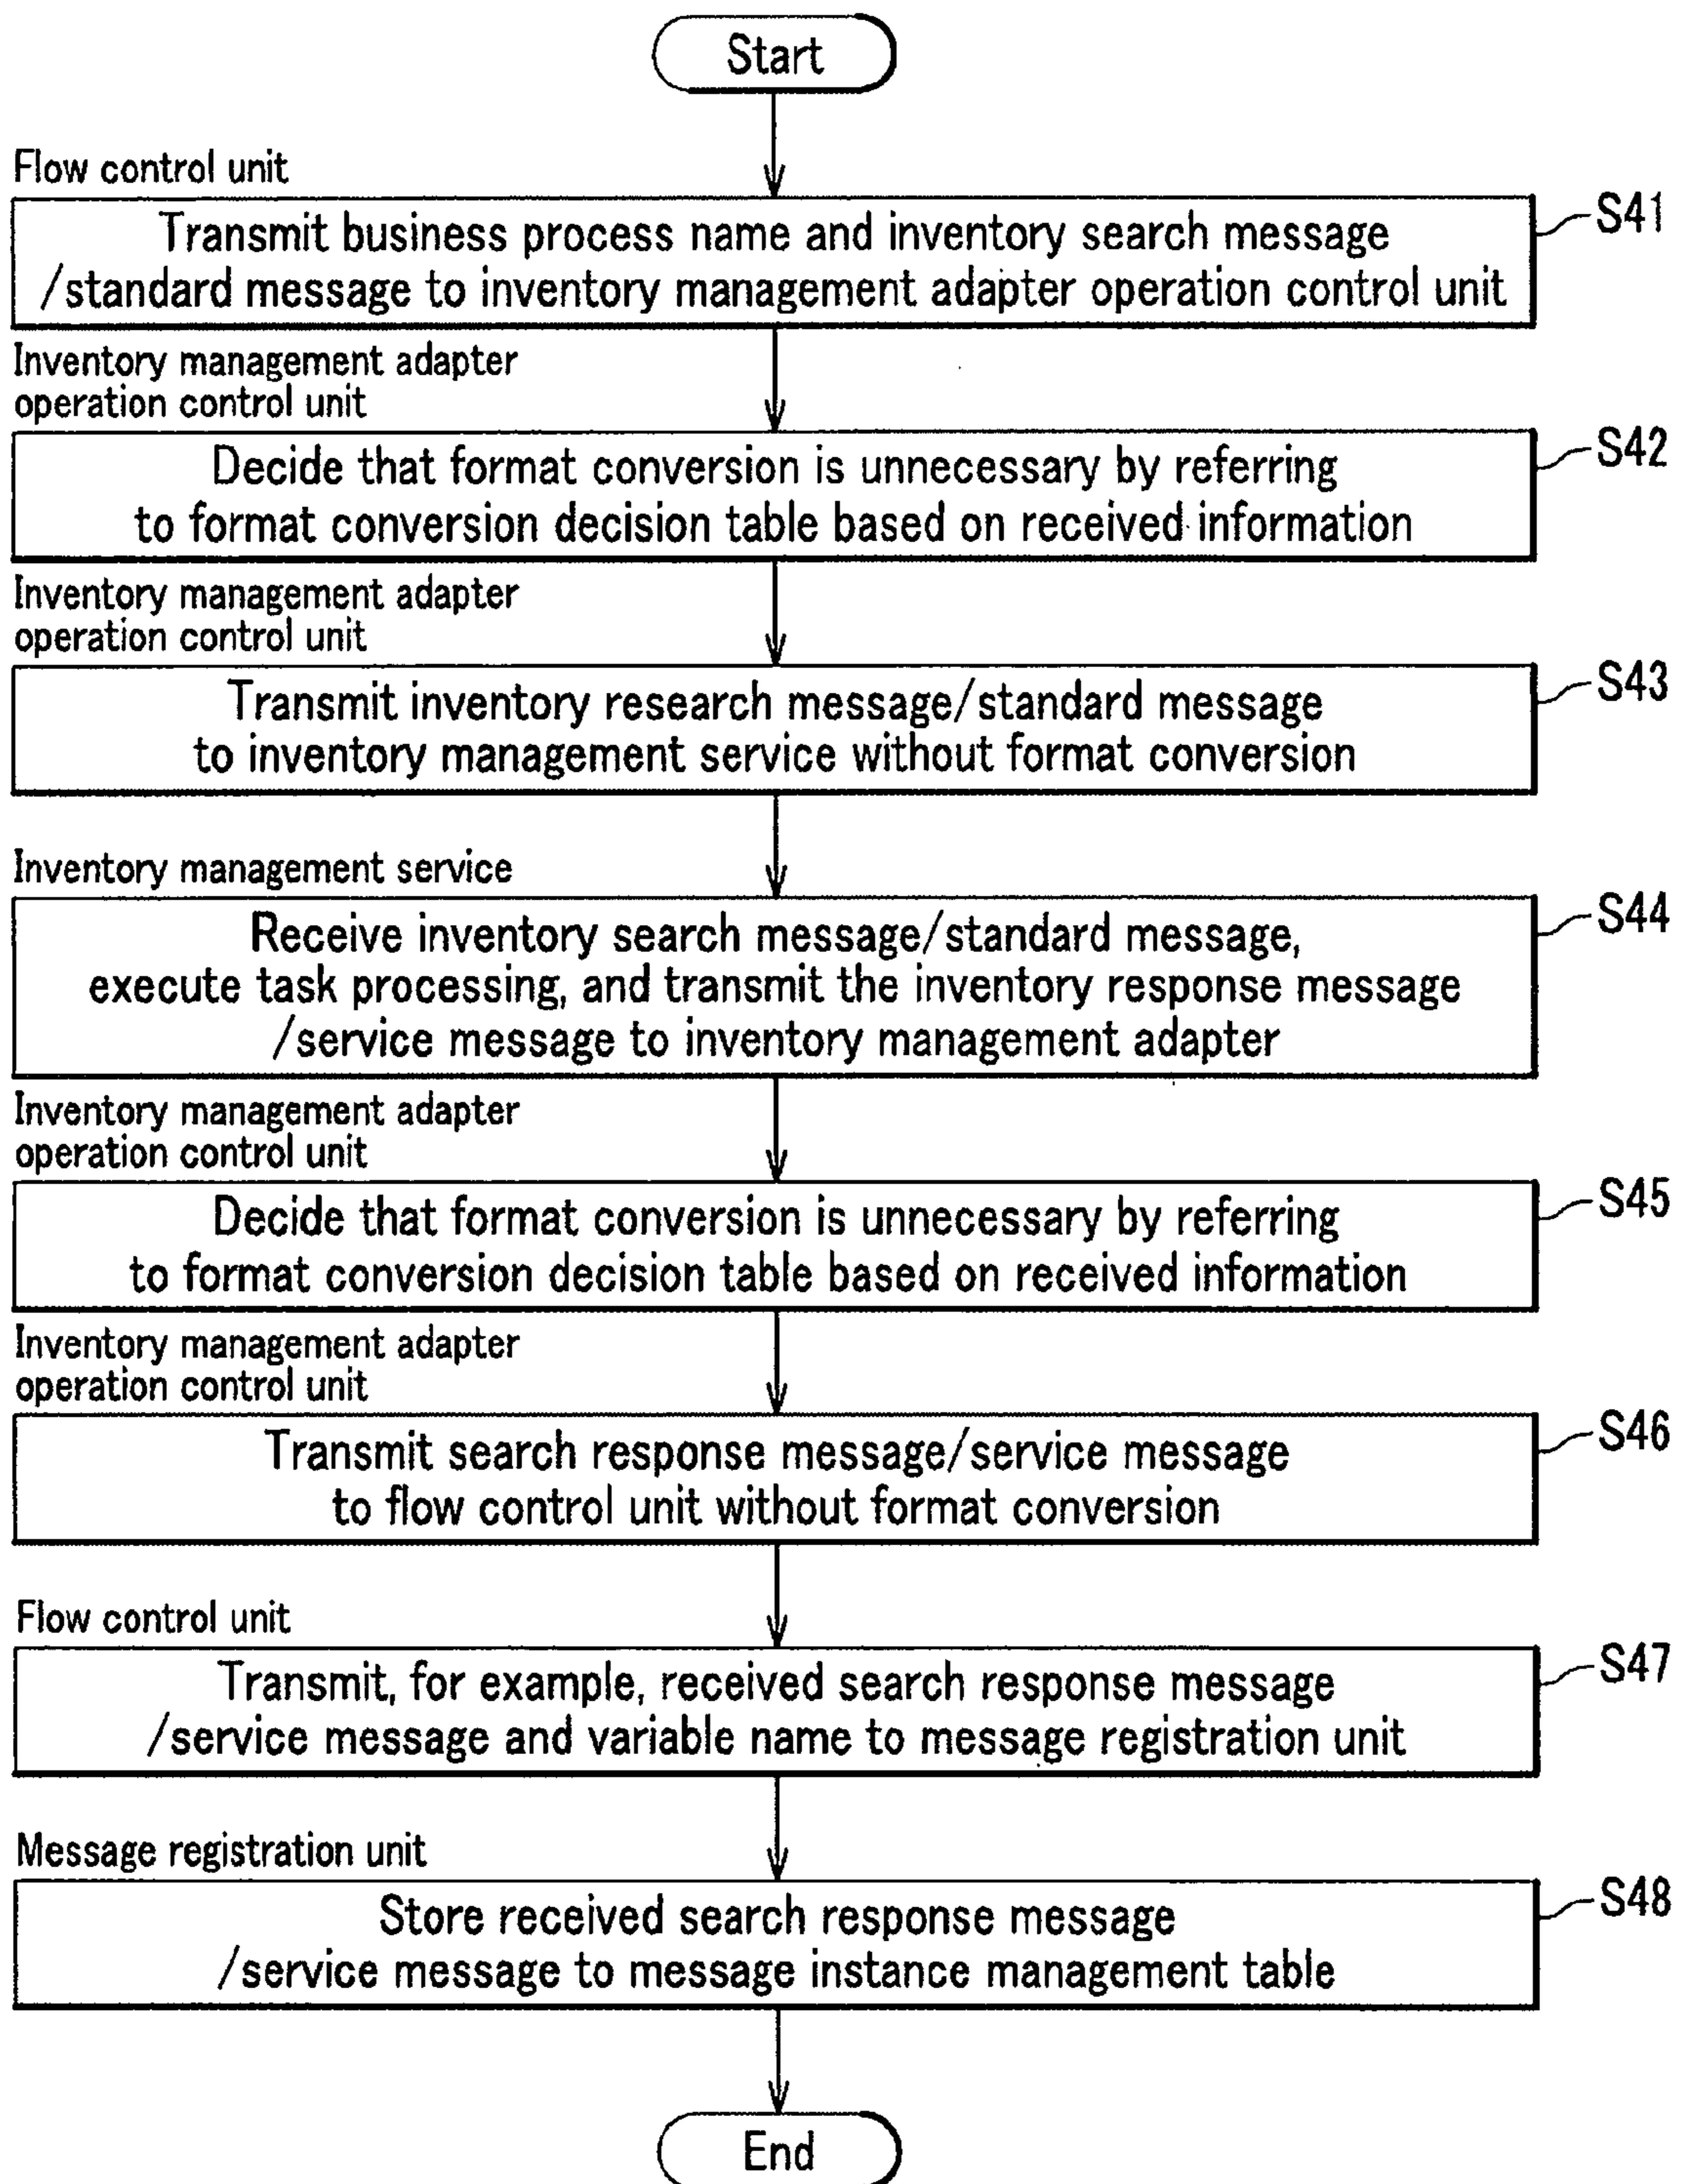 Start
Flow control unit
S41
Transmit business process name and inventory search message
/standard message to inventory management adapter operation control unit
Inventory management adapter
operation control unit
S42
Decide that format conversion is unnecessary by referring
to format conversion decision table based on received information
Inventory management adapter
operation control unit
S43
Transmit inventory research message/standard message
to inventory management service without format conversion
Inventory management service
S44
Receive inventory search message/standard message,
execute task processing, and transmit the inventory response message
/service message to inventory management adapter
Inventory management adapter
operation control unit
S45
Decide that format conversion is unnecessary by referring
to format conversion decision table based on received information
Inventory management adapter
operation control unit
S46
Transmit search response message/service message
to flow control unit without format conversion
Flow control unit
S47
Transmit, for example, received search response message
/service message and variable name to message registration unit
Message registration unit
S48
Store received search response message
/service message to message instance management table
End